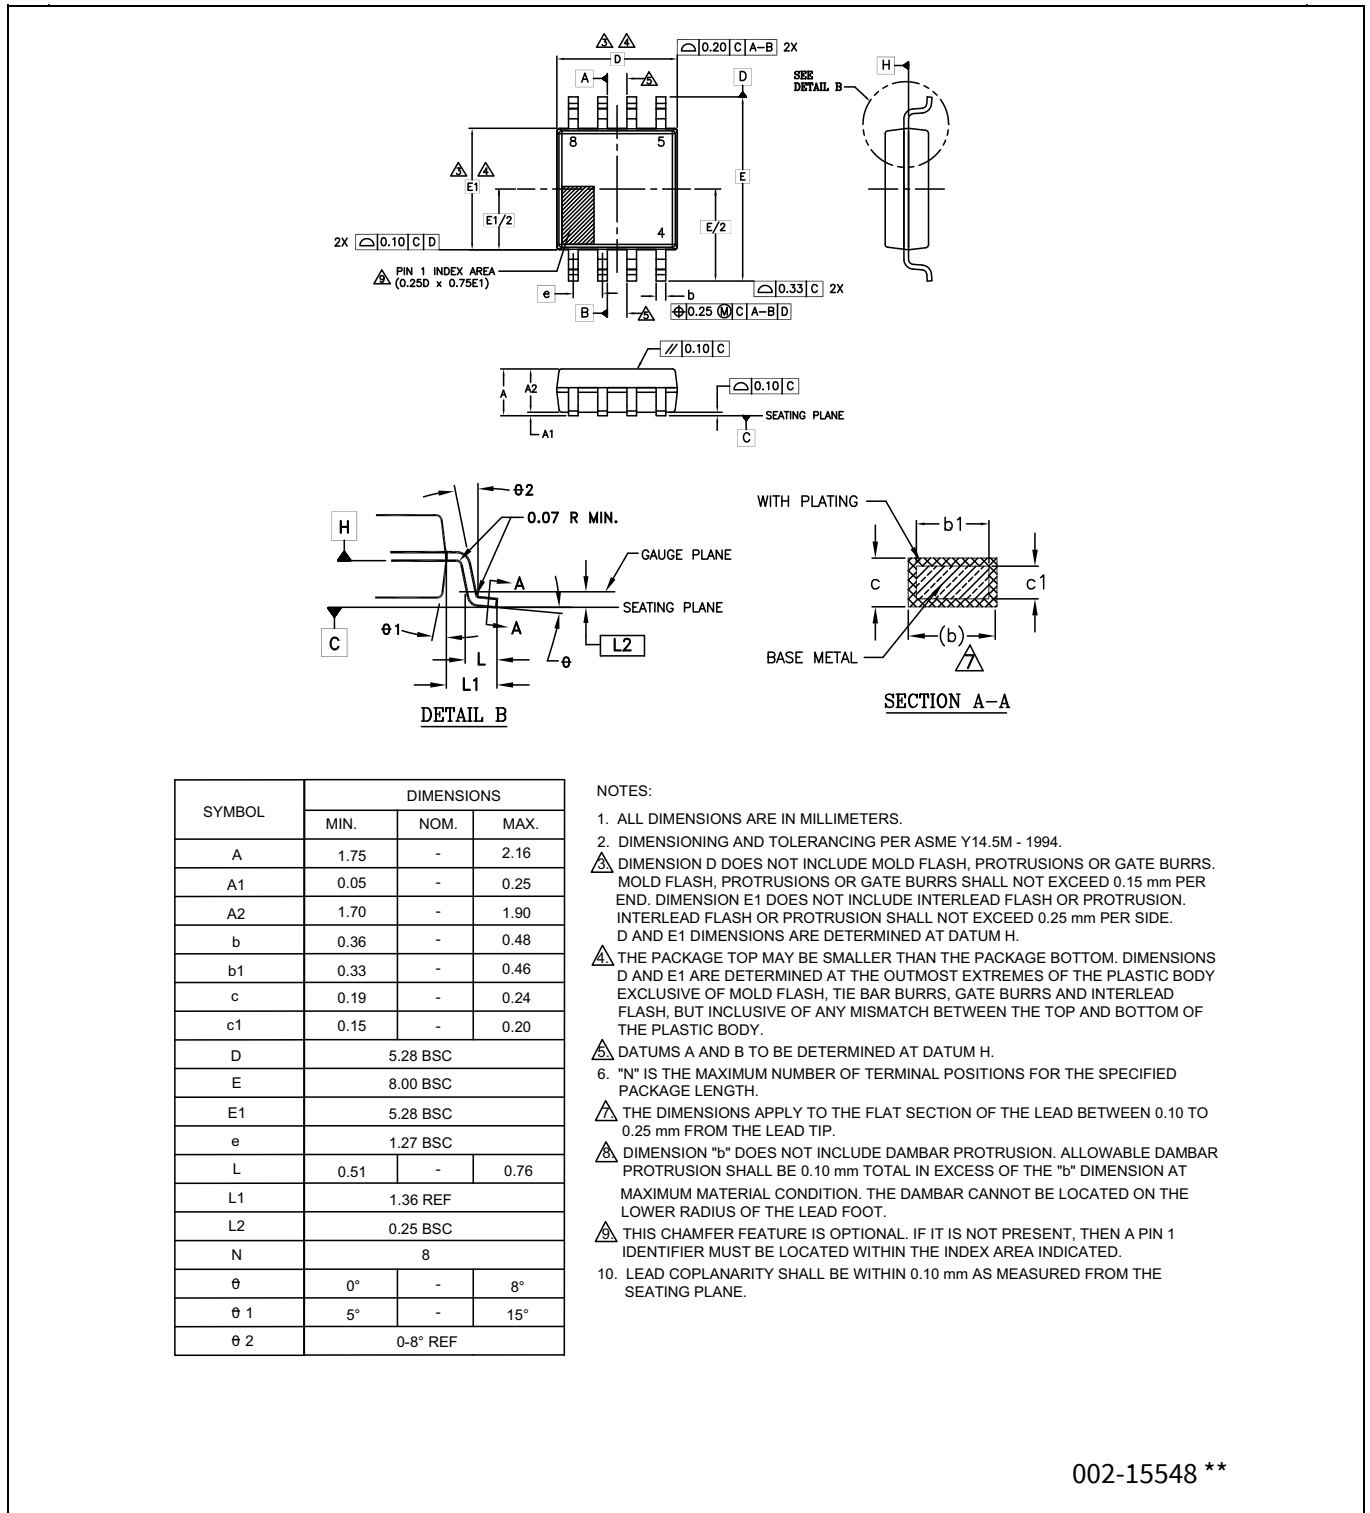 3 4
D
⌓ 0.20 C A-B 2X
A
5
D
H
SEE
DETAIL B
8 5
3 4
E1
E
E1/2
E/2
4
2X ⌓ 0.10 C D
9 PIN 1 INDEX AREA
(0.25D x 0.75E1)
e
b
⌓ 0.33 C 2X
B
5
⌖ 0.25 Ⓜ C A-B D
// 0.10 C
A
A2
⌓ 0.10 C
SEATING PLANE
A1
C
θ2
0.07 R MIN.
H
GAUGE PLANE
A
SEATING PLANE
C
θ1
A
L2
L
θ
L1
DETAIL B
WITH PLATING
b1
c
c1
(b)
BASE METAL
7
SECTION A-A
SYMBOL DIMENSIONS
MIN. NOM. MAX.
A 1.75 - 2.16
A1 0.05 - 0.25
A2 1.70 - 1.90
b 0.36 - 0.48
b1 0.33 - 0.46
c 0.19 - 0.24
c1 0.15 - 0.20
D 5.28 BSC
E 8.00 BSC
E1 5.28 BSC
e 1.27 BSC
L 0.51 - 0.76
L1 1.36 REF
L2 0.25 BSC
N 8
θ 0° - 8°
θ 1 5° - 15°
θ 2 0-8° REF
NOTES:
1. ALL DIMENSIONS ARE IN MILLIMETERS.
2. DIMENSIONING AND TOLERANCING PER ASME Y14.5M - 1994.
3. DIMENSION D DOES NOT INCLUDE MOLD FLASH, PROTRUSIONS OR GATE BURRS.
MOLD FLASH, PROTRUSIONS OR GATE BURRS SHALL NOT EXCEED 0.15 mm PER
END. DIMENSION E1 DOES NOT INCLUDE INTERLEAD FLASH OR PROTRUSION.
INTERLEAD FLASH OR PROTRUSION SHALL NOT EXCEED 0.25 mm PER SIDE.
D AND E1 DIMENSIONS ARE DETERMINED AT DATUM H.
4. THE PACKAGE TOP MAY BE SMALLER THAN THE PACKAGE BOTTOM. DIMENSIONS
D AND E1 ARE DETERMINED AT THE OUTMOST EXTREMES OF THE PLASTIC BODY
EXCLUSIVE OF MOLD FLASH, TIE BAR BURRS, GATE BURRS AND INTERLEAD
FLASH, BUT INCLUSIVE OF ANY MISMATCH BETWEEN THE TOP AND BOTTOM OF
THE PLASTIC BODY.
5. DATUMS A AND B TO BE DETERMINED AT DATUM H.
6. "N" IS THE MAXIMUM NUMBER OF TERMINAL POSITIONS FOR THE SPECIFIED
PACKAGE LENGTH.
7. THE DIMENSIONS APPLY TO THE FLAT SECTION OF THE LEAD BETWEEN 0.10 TO
0.25 mm FROM THE LEAD TIP.
8. DIMENSION "b" DOES NOT INCLUDE DAMBAR PROTRUSION. ALLOWABLE DAMBAR
PROTRUSION SHALL BE 0.10 mm TOTAL IN EXCESS OF THE "b" DIMENSION AT
MAXIMUM MATERIAL CONDITION. THE DAMBAR CANNOT BE LOCATED ON THE
LOWER RADIUS OF THE LEAD FOOT.
9. THIS CHAMFER FEATURE IS OPTIONAL. IF IT IS NOT PRESENT, THEN A PIN 1
IDENTIFIER MUST BE LOCATED WITHIN THE INDEX AREA INDICATED.
10. LEAD COPLANARITY SHALL BE WITHIN 0.10 mm AS MEASURED FROM THE
SEATING PLANE.
002-15548 **